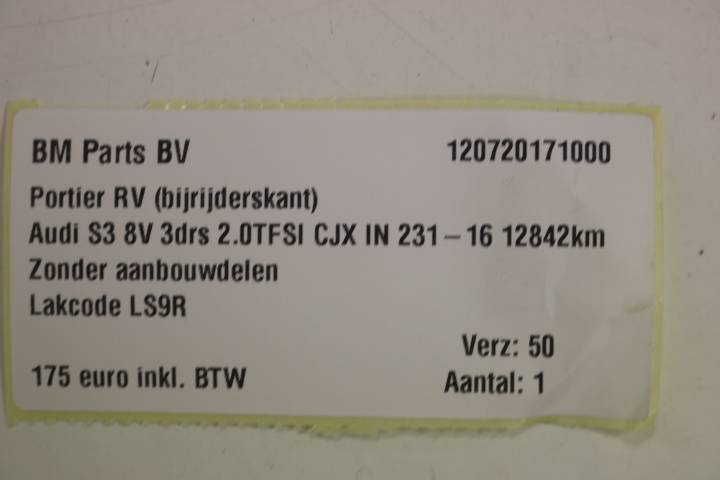 BM Parts BV 120720171000
Portier RV (bijrijderskant)
Audi S3 8V 3drs 2.0TFSI CJX IN 231-16 12842km
Zonder aanbouwdelen
Lakcode LS9R
Verz: 50
175 euro inkl. BTW Aantal: 1